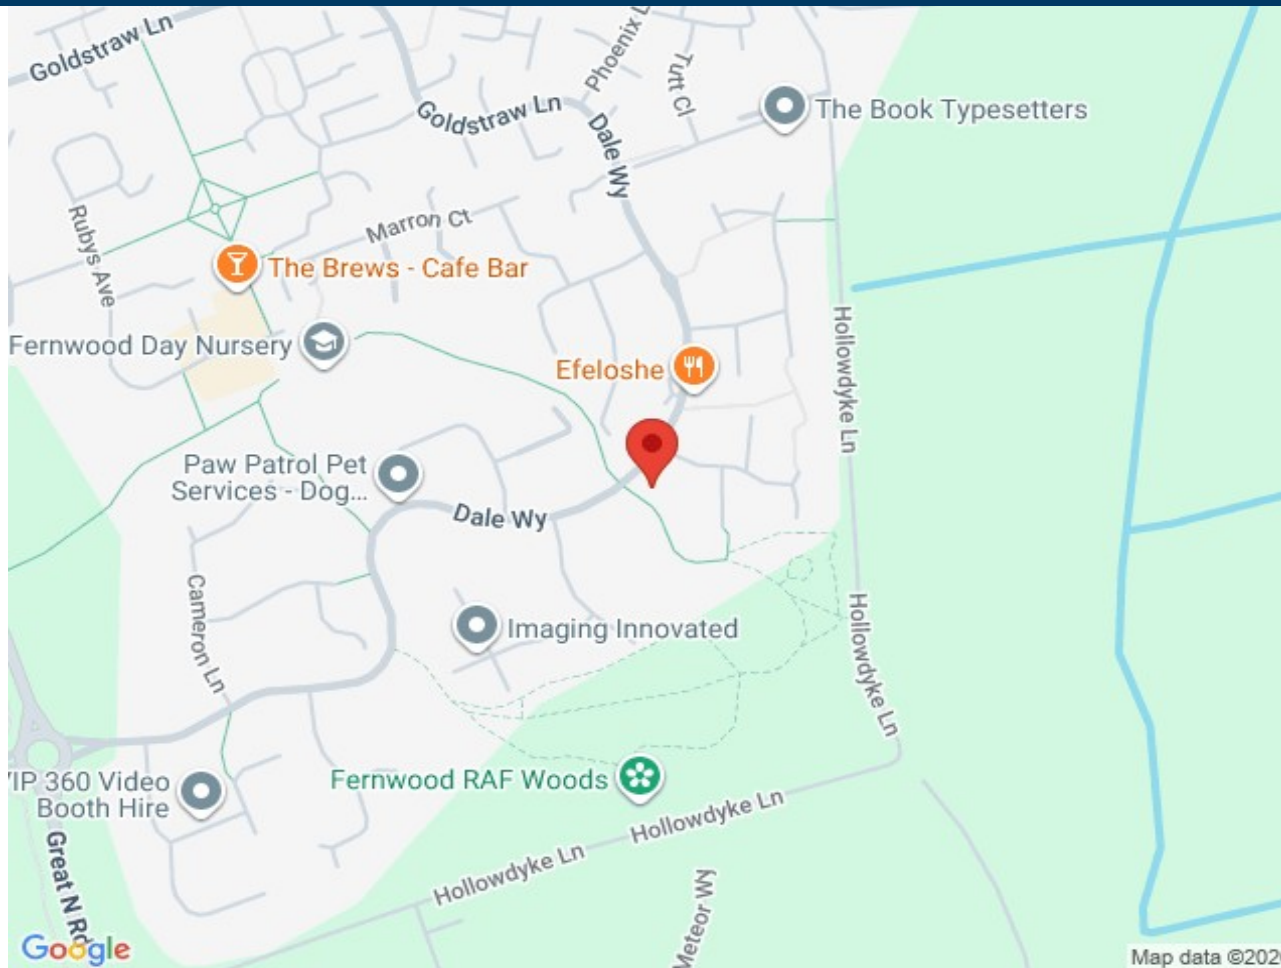 Goldstraw Ln
Phoenix L
Tutt Cl
Goldstraw Ln
The Book Typesetters
Dale Wy
Rubys Ave
Marron Ct
The Brews - Cafe Bar
Hollowdyke Ln
Fernwood Day Nursery
Efeloshe
Paw Patrol Pet
Services - Dog...
Dale Wy
Cameron Ln
Imaging Innovated
Hollowdyke Ln
Fernwood RAF Woods
VIP 360 Video
Booth Hire
Hollowdyke Ln
Hollowdyke Ln
Great N Rd
Meteor Wy
Google
Map data ©202